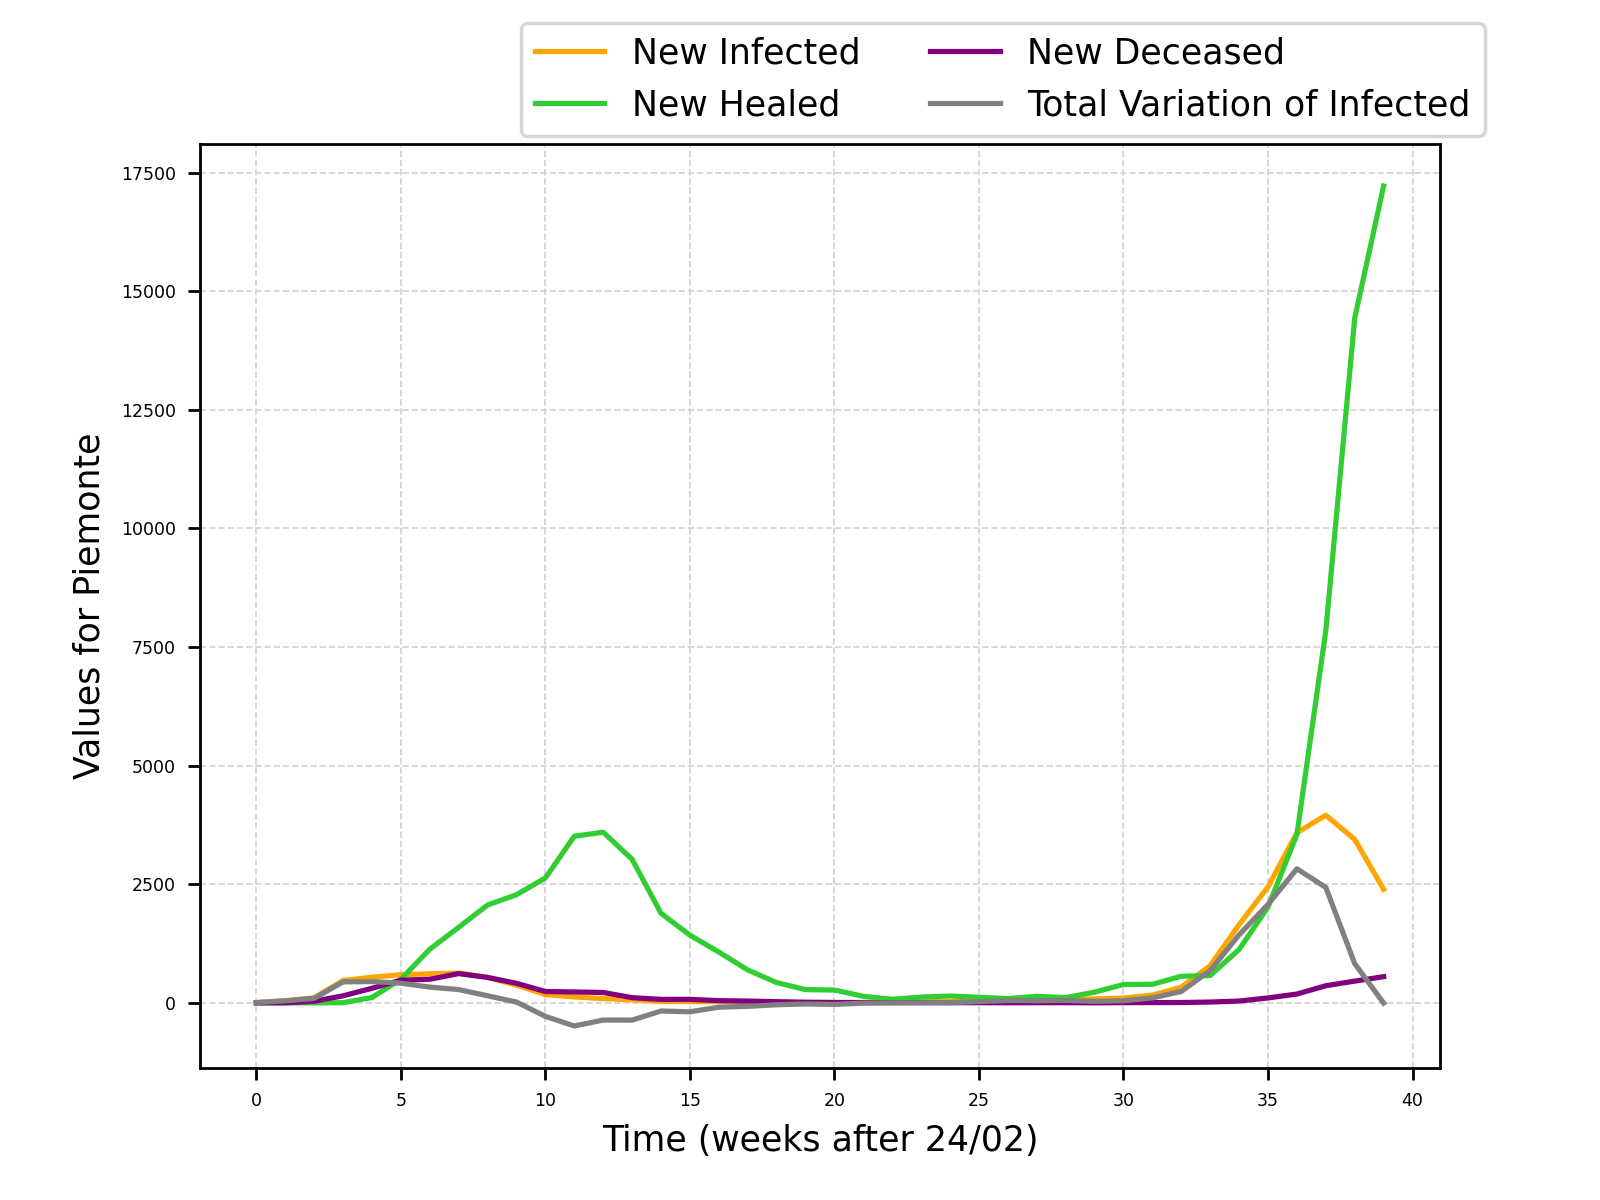 New Infected
New Healed
New Deceased
Total Variation of Infected
17500
15000
12500
10000
7500
5000
2500
0
Values for Piemonte
0 5 10 15 20 25 30 35 40
Time (weeks after 24/02)